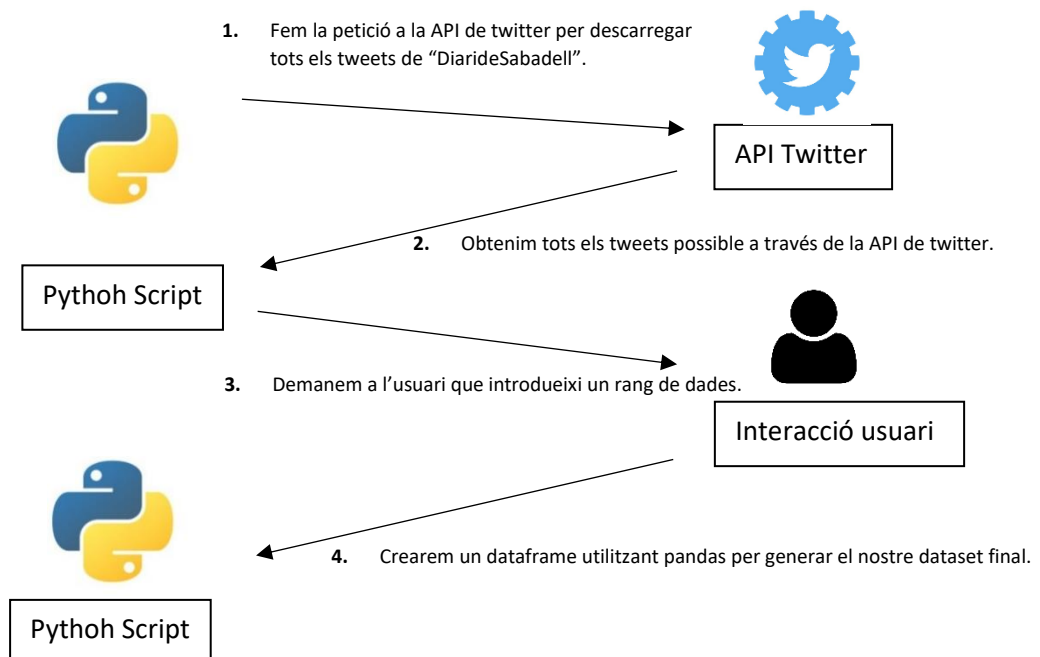 1. Fem la petició a la API de twitter per descarregar
tots els tweets de “DiarideSabadell”.
API Twitter
2. Obtenim tots els tweets possible a través de la API de twitter.
Pythoh Script
3. Demanem a l’usuari que introdueixi un rang de dades.
Interacció usuari
4. Crearem un dataframe utilitzant pandas per generar el nostre dataset final.
Pythoh Script